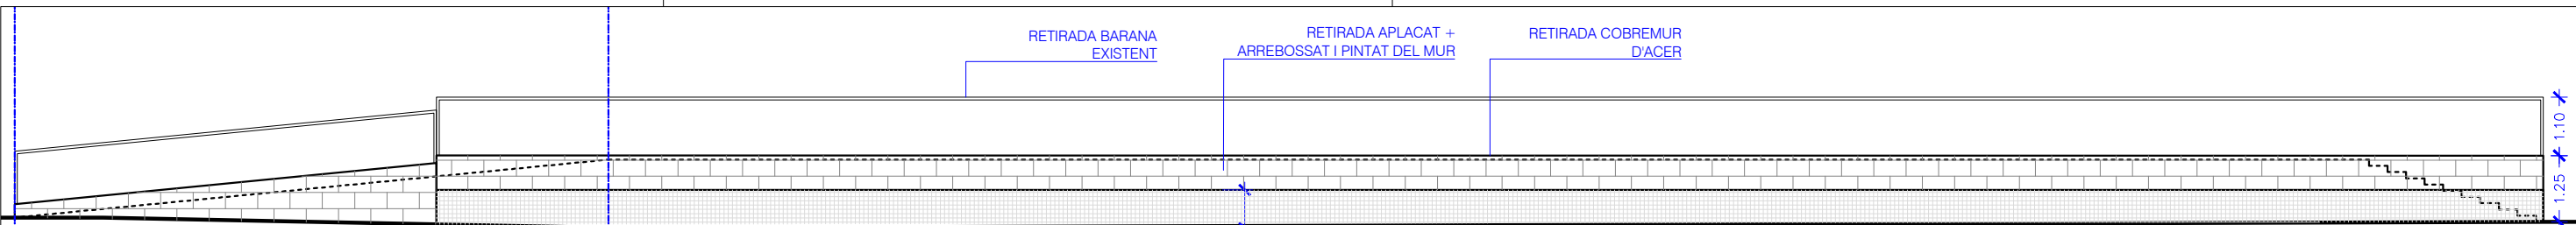 RETIRADA BARANA
EXISTENT
RETIRADA APLACAT +
ARREBOSSAT I PINTAT DEL MUR
RETIRADA COBREMUR
D'ACER
1.10
1.25